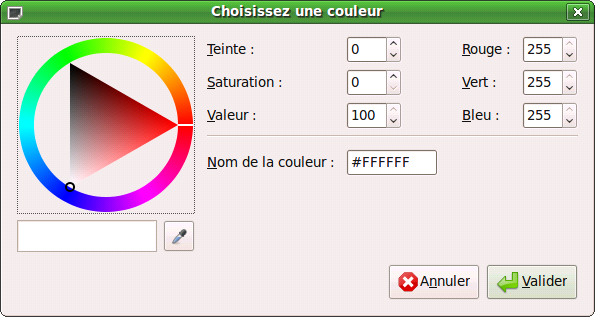 Choisissez une couleur
Teinte : 0 Rouge : 255
Saturation : 0 Vert : 255
Valeur : 100 Bleu : 255
Nom de la couleur : #FFFFFF
Annuler Valider